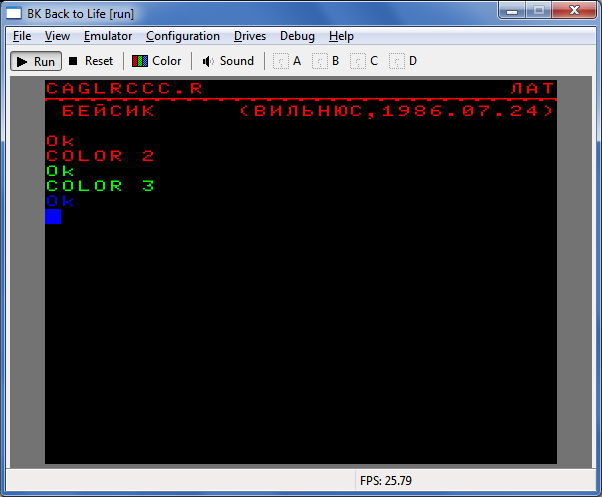 BK Back to Life [run]
File View Emulator Configuration Drives Debug Help
Run Reset Color Sound A B C D
CAGLRCCC.R ЛАТ
БЕЙСИК (ВИЛЬНЮС,1986.07.24)
Ok
COLOR 2
Ok
COLOR 3
Ok
FPS: 25.79